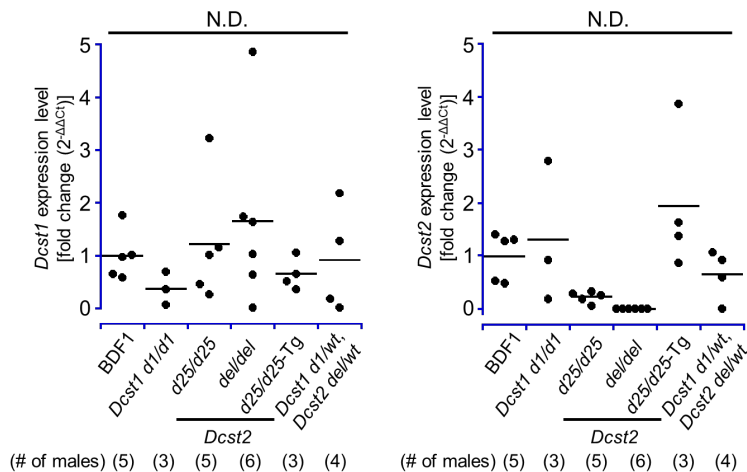 N.D.
Dcst1 expression level
[fold change (2-ΔΔCt)]
5
4
3
2
1
0
BDF1
Dcst1 d1/d1
d25/d25
del/del
d25/d25-Tg
Dcst1 d1/wt,
Dcst2 del/wt
Dcst2
(# of males) (5) (3) (5) (6) (3) (4)
N.D.
Dcst2 expression level
[fold change (2-ΔΔCt)]
5
4
3
2
1
0
BDF1
Dcst1 d1/d1
d25/d25
del/del
d25/d25-Tg
Dcst1 d1/wt,
Dcst2 del/wt
Dcst2
(# of males) (5) (3) (5) (6) (3) (4)